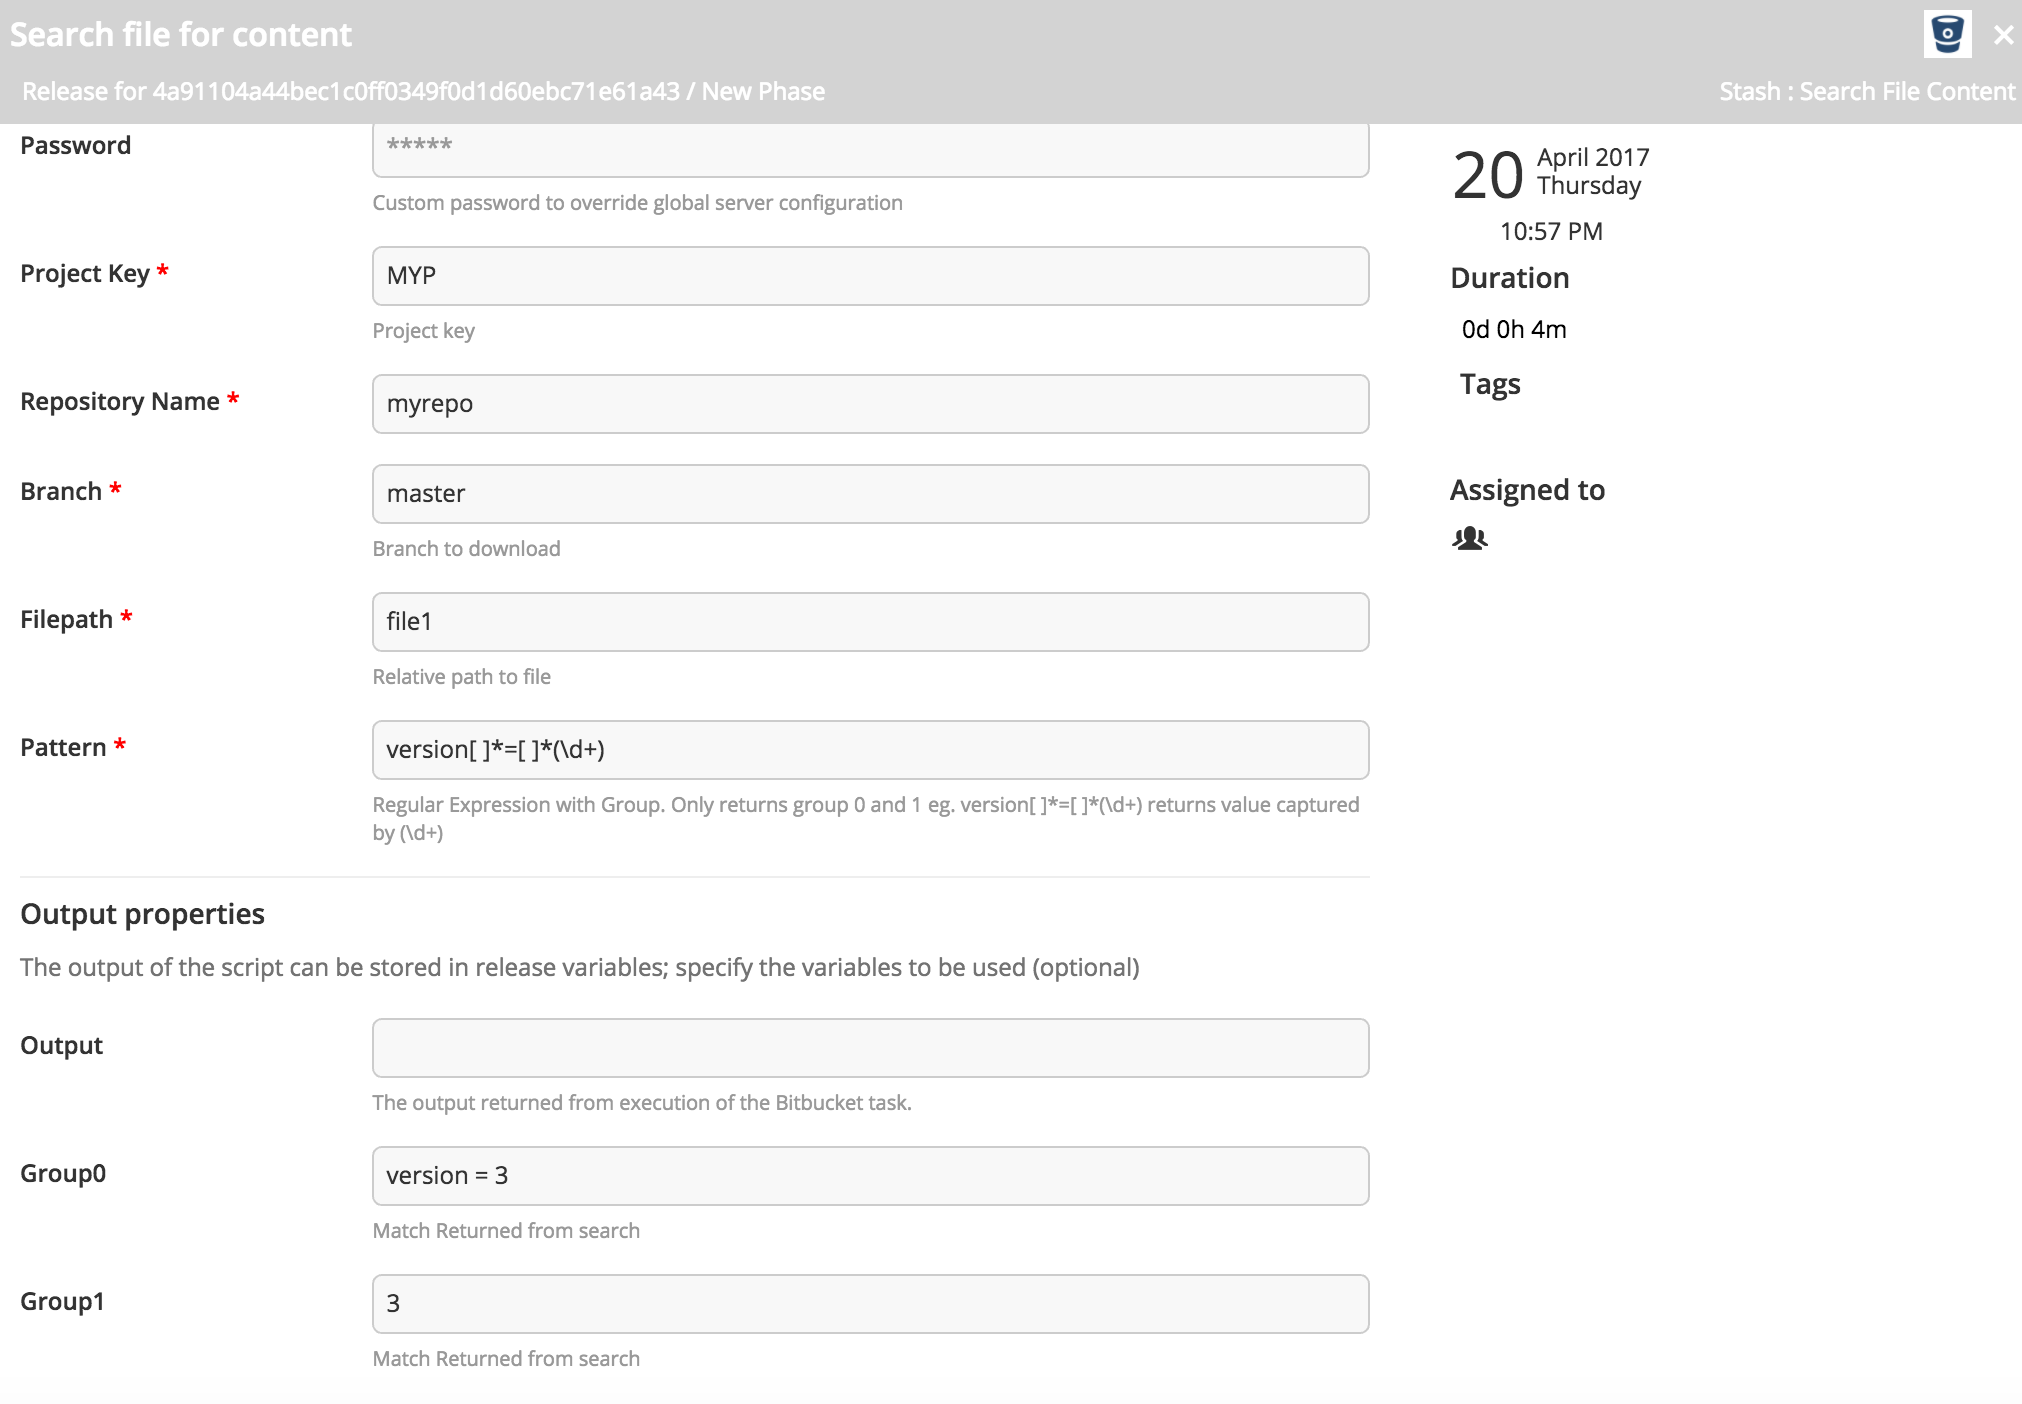 Search file for content
Release for 4a91104a44bec1c0ff0349f0d1d60ebc71e61a43 / New Phase
Stash : Search File Content
Password
*****
Custom password to override global server configuration
Project Key *
MYP
Project key
Repository Name *
myrepo
Branch *
master
Branch to download
Filepath *
file1
Relative path to file
Pattern *
version[ ]*=[ ]*(\d+)
Regular Expression with Group. Only returns group 0 and 1 eg. version[ ]*=[ ]*(\d+) returns value captured
by (\d+)
Output properties
The output of the script can be stored in release variables; specify the variables to be used (optional)
Output
The output returned from execution of the Bitbucket task.
Group0
version = 3
Match Returned from search
Group1
3
Match Returned from search
20
April 2017
Thursday
10:57 PM
Duration
0d 0h 4m
Tags
Assigned to